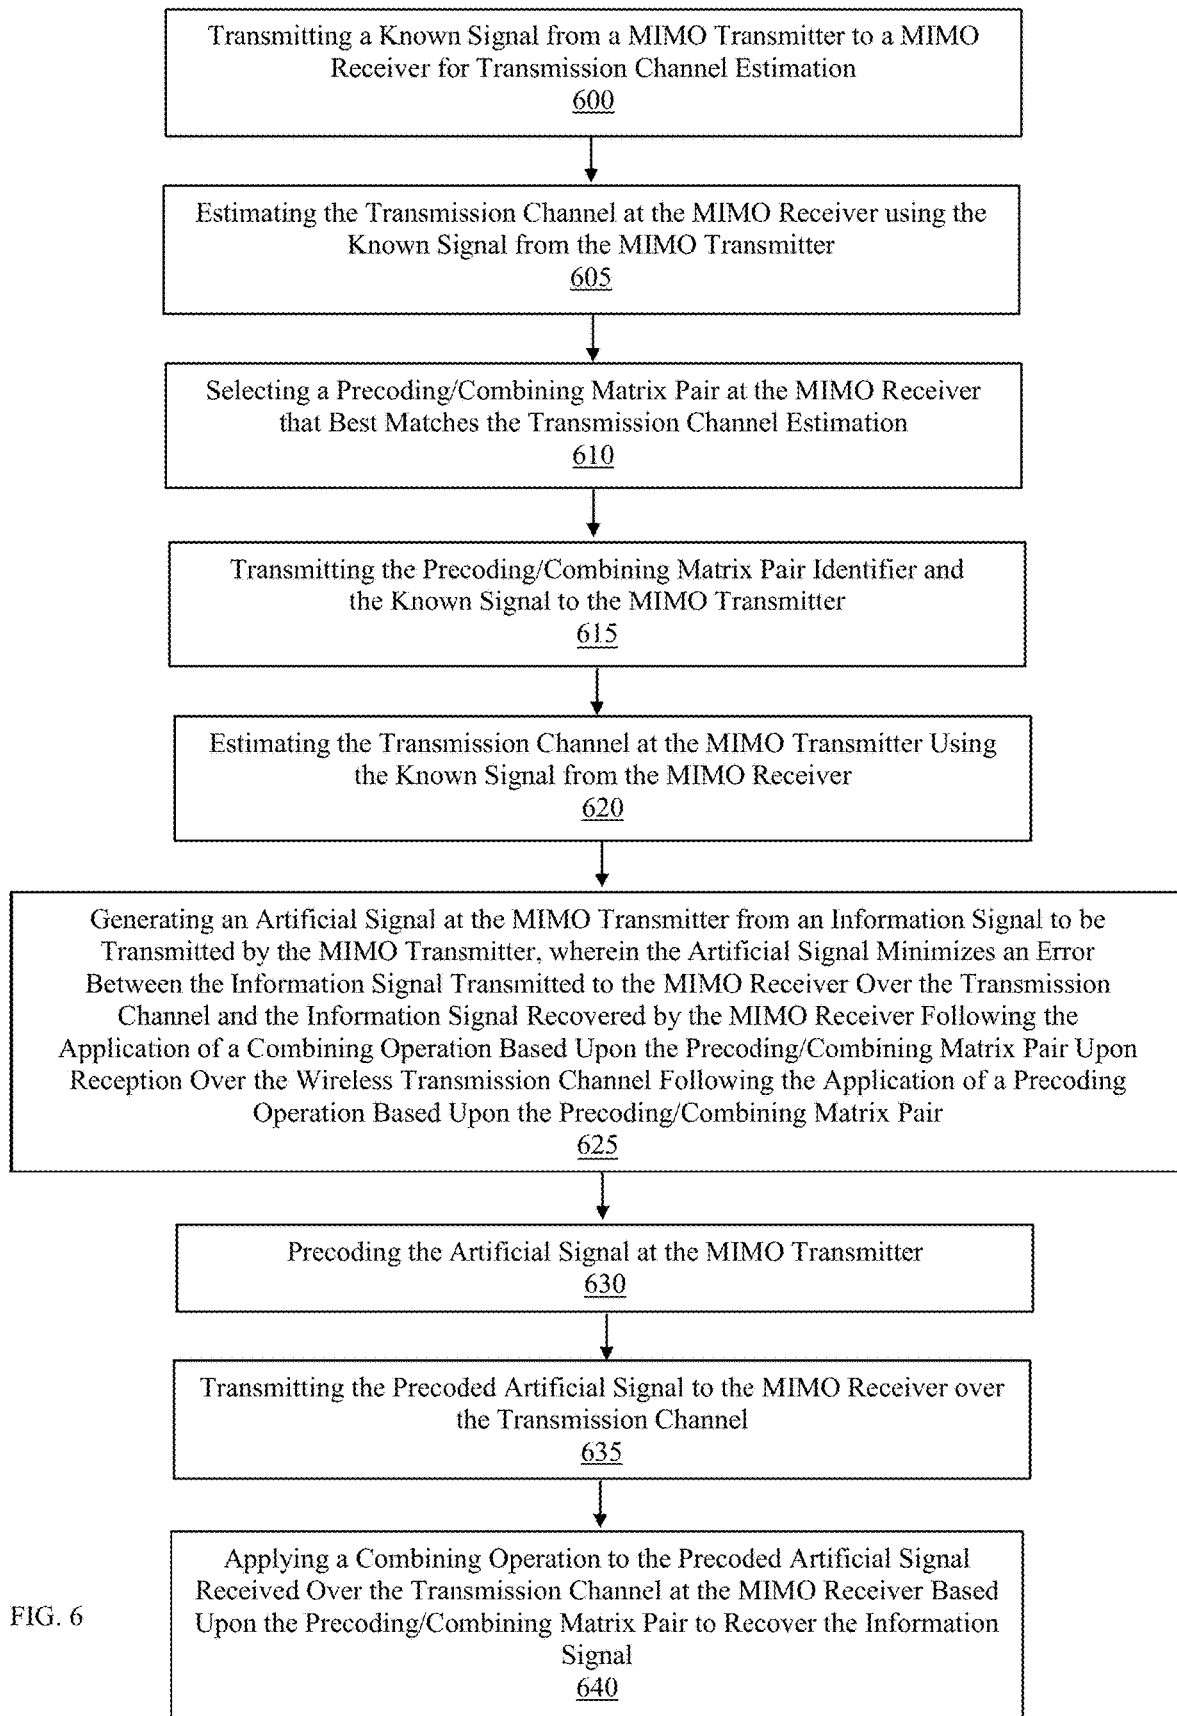 Transmitting a Known Signal from a MIMO Transmitter to a MIMO
Receiver for Transmission Channel Estimation
600
Estimating the Transmission Channel at the MIMO Receiver using the
Known Signal from the MIMO Transmitter
605
Selecting a Precoding/Combining Matrix Pair at the MIMO Receiver
that Best Matches the Transmission Channel Estimation
610
Transmitting the Precoding/Combining Matrix Pair Identifier and
the Known Signal to the MIMO Transmitter
615
Estimating the Transmission Channel at the MIMO Transmitter Using
the Known Signal from the MIMO Receiver
620
Generating an Artificial Signal at the MIMO Transmitter from an Information Signal to be
Transmitted by the MIMO Transmitter, wherein the Artificial Signal Minimizes an Error
Between the Information Signal Transmitted to the MIMO Receiver Over the Transmission
Channel and the Information Signal Recovered by the MIMO Receiver Following the
Application of a Combining Operation Based Upon the Precoding/Combining Matrix Pair Upon
Reception Over the Wireless Transmission Channel Following the Application of a Precoding
Operation Based Upon the Precoding/Combining Matrix Pair
625
Precoding the Artificial Signal at the MIMO Transmitter
630
Transmitting the Precoded Artificial Signal to the MIMO Receiver over
the Transmission Channel
635
Applying a Combining Operation to the Precoded Artificial Signal
Received Over the Transmission Channel at the MIMO Receiver Based
Upon the Precoding/Combining Matrix Pair to Recover the Information
Signal
640
FIG. 6